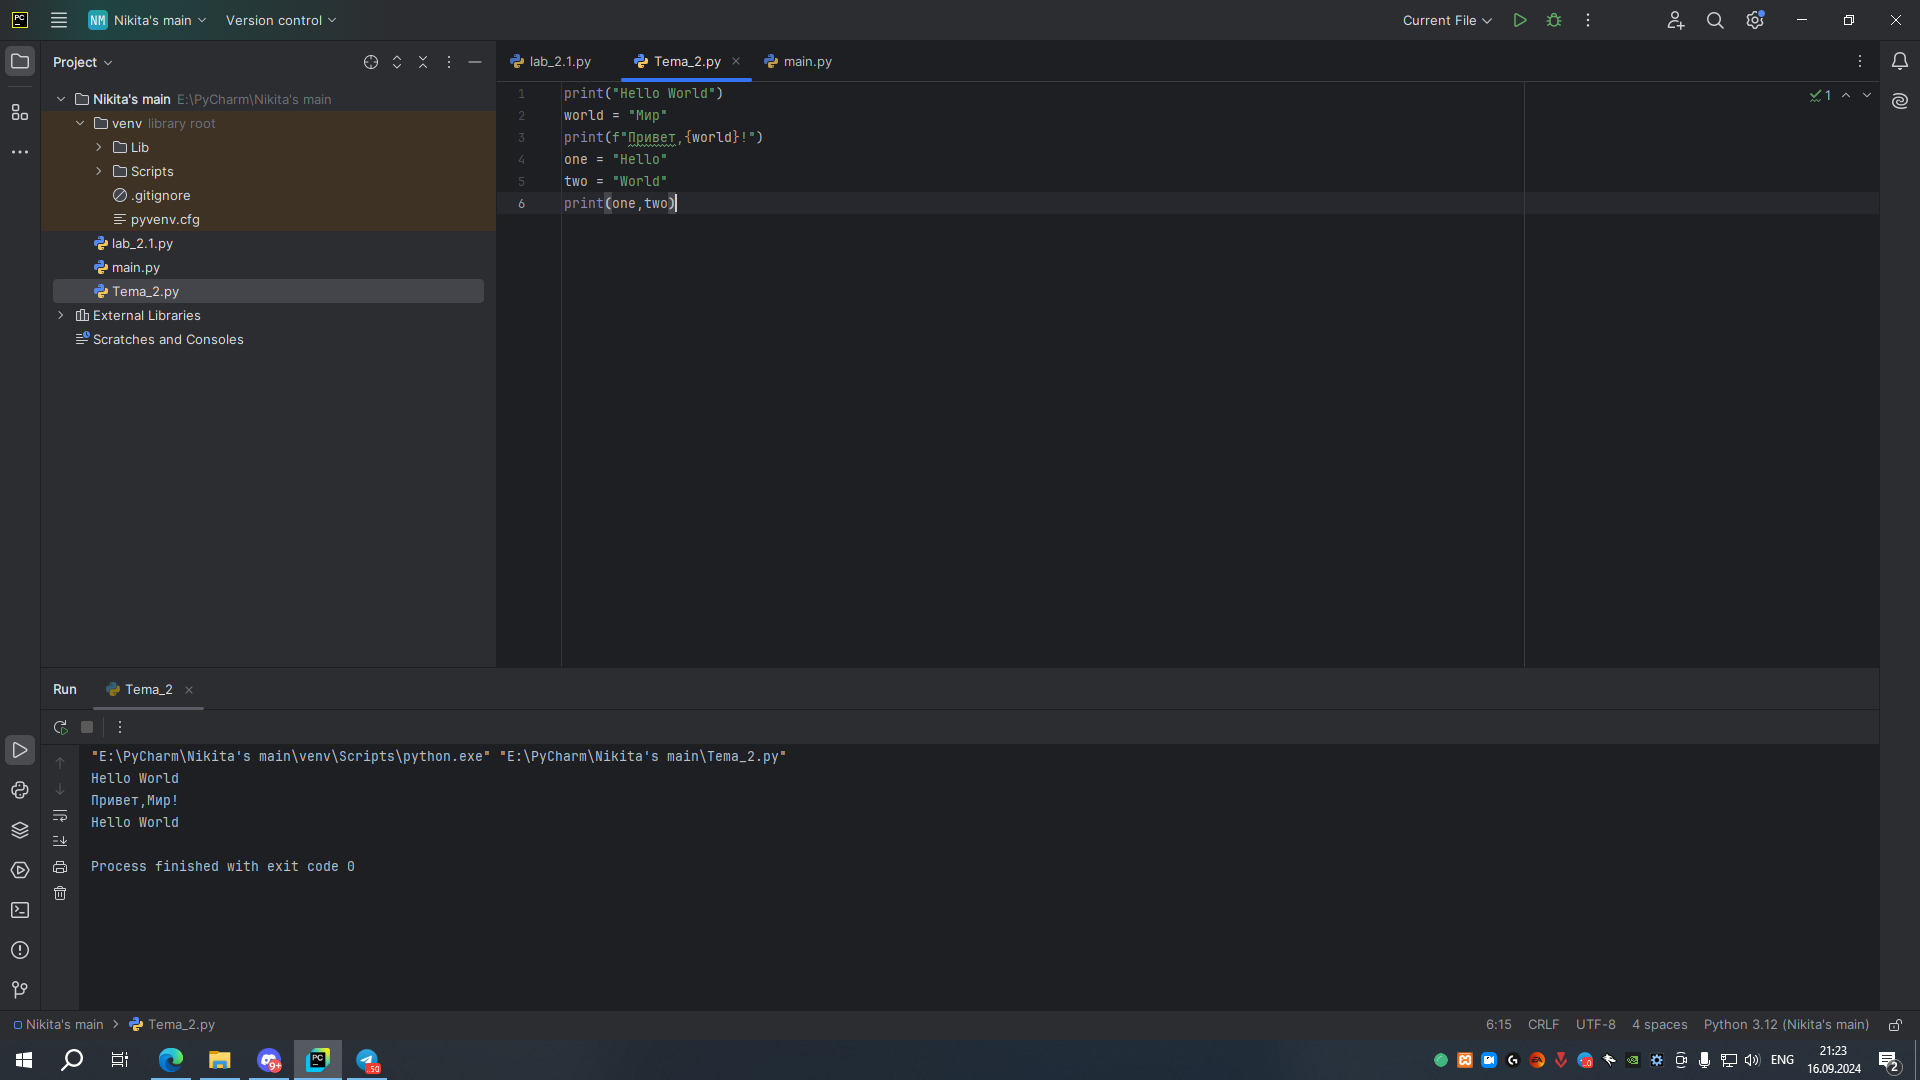 PC
NM Nikita's main Version control
Current File
Project
Nikita's main E:\PyCharm\Nikita's main
venv library root
Lib
Scripts
.gitignore
pyvenv.cfg
lab_2.1.py
main.py
Tema_2.py
External Libraries
Scratches and Consoles
lab_2.1.py Tema_2.py main.py
1 print("Hello World")
2 world = "Мир"
3 print(f"Привет,{world}!")
4 one = "Hello"
5 two = "World"
6 print(one,two)
1
Run Tema_2
"E:\PyCharm\Nikita's main\venv\Scripts\python.exe" "E:\PyCharm\Nikita's main\Tema_2.py"
Hello World
Привет,Мир!
Hello World
Process finished with exit code 0
Nikita's main Tema_2.py
6:15 CRLF UTF-8 4 spaces Python 3.12 (Nikita's main)
9+ PC .50
ENG
21:23
16.09.2024
2